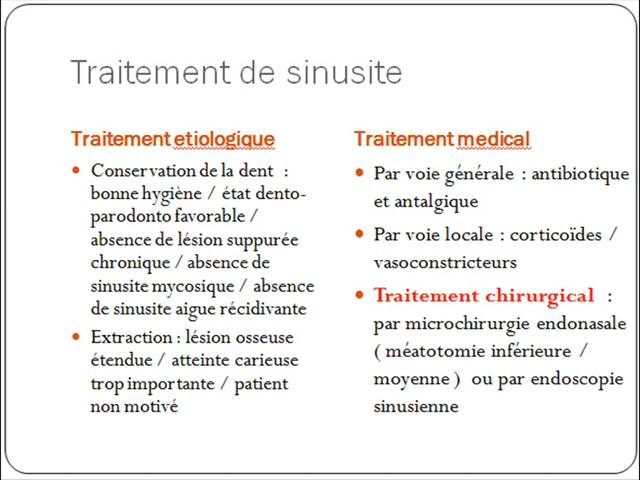 Traitement de sinusite
Traitement etiologique
Conservation de la dent :
bonne hygiène / état dento-
parodonto favorable /
absence de lésion suppurée
chronique / absence de
sinusite mycosique / absence
de sinusite aigue récidivante
Extraction : lésion osseuse
étendue / atteinte carieuse
trop importante / patient
non motivé
Traitement medical
Par voie générale : antibiotique
et antalgique
Par voie locale : corticoïdes /
vasoconstricteurs
Traitement chirurgical :
par microchirurgie endonasale
( méatotomie inférieure /
moyenne ) ou par endoscopie
sinusienne